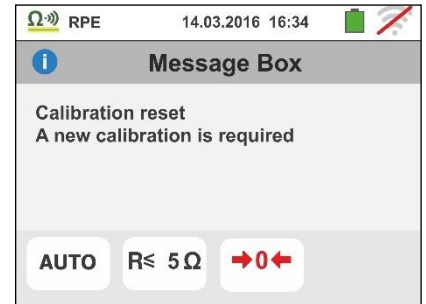 Ω RPE 14.03.2016 16:34
Message Box
Calibration reset
A new calibration is required
AUTO R≤ 5Ω →0←